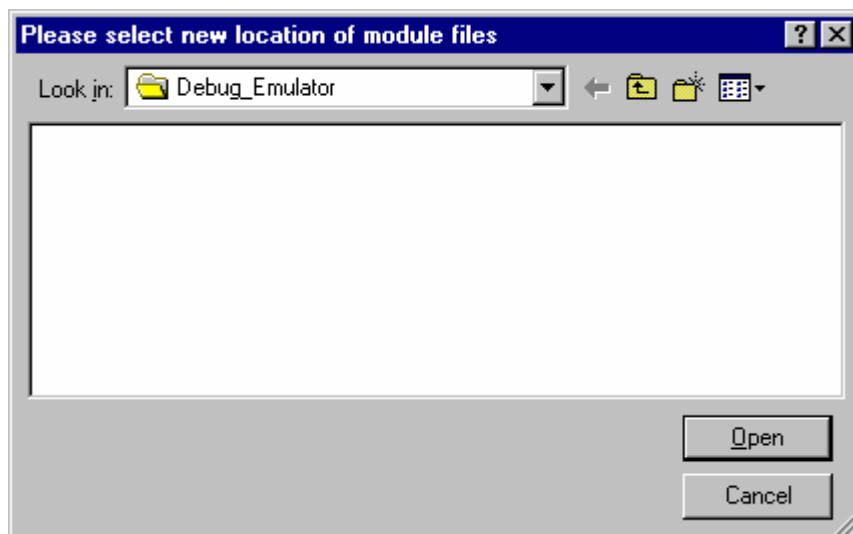 Please select new location of module files
Look in: Debug_Emulator
Open
Cancel